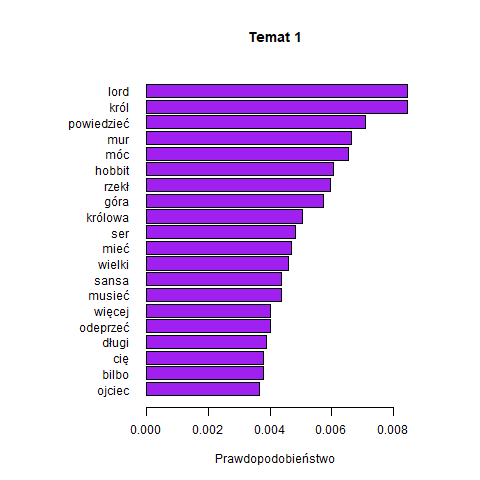 Temat 1
lord
król
powiedzieć
mur
móc
hobbit
rzekł
góra
królowa
ser
mieć
wielki
sansa
musieć
więcej
odeprzeć
długi
cię
bilbo
ojciec
0.000 0.002 0.004 0.006 0.008
Prawdopodobieństwo